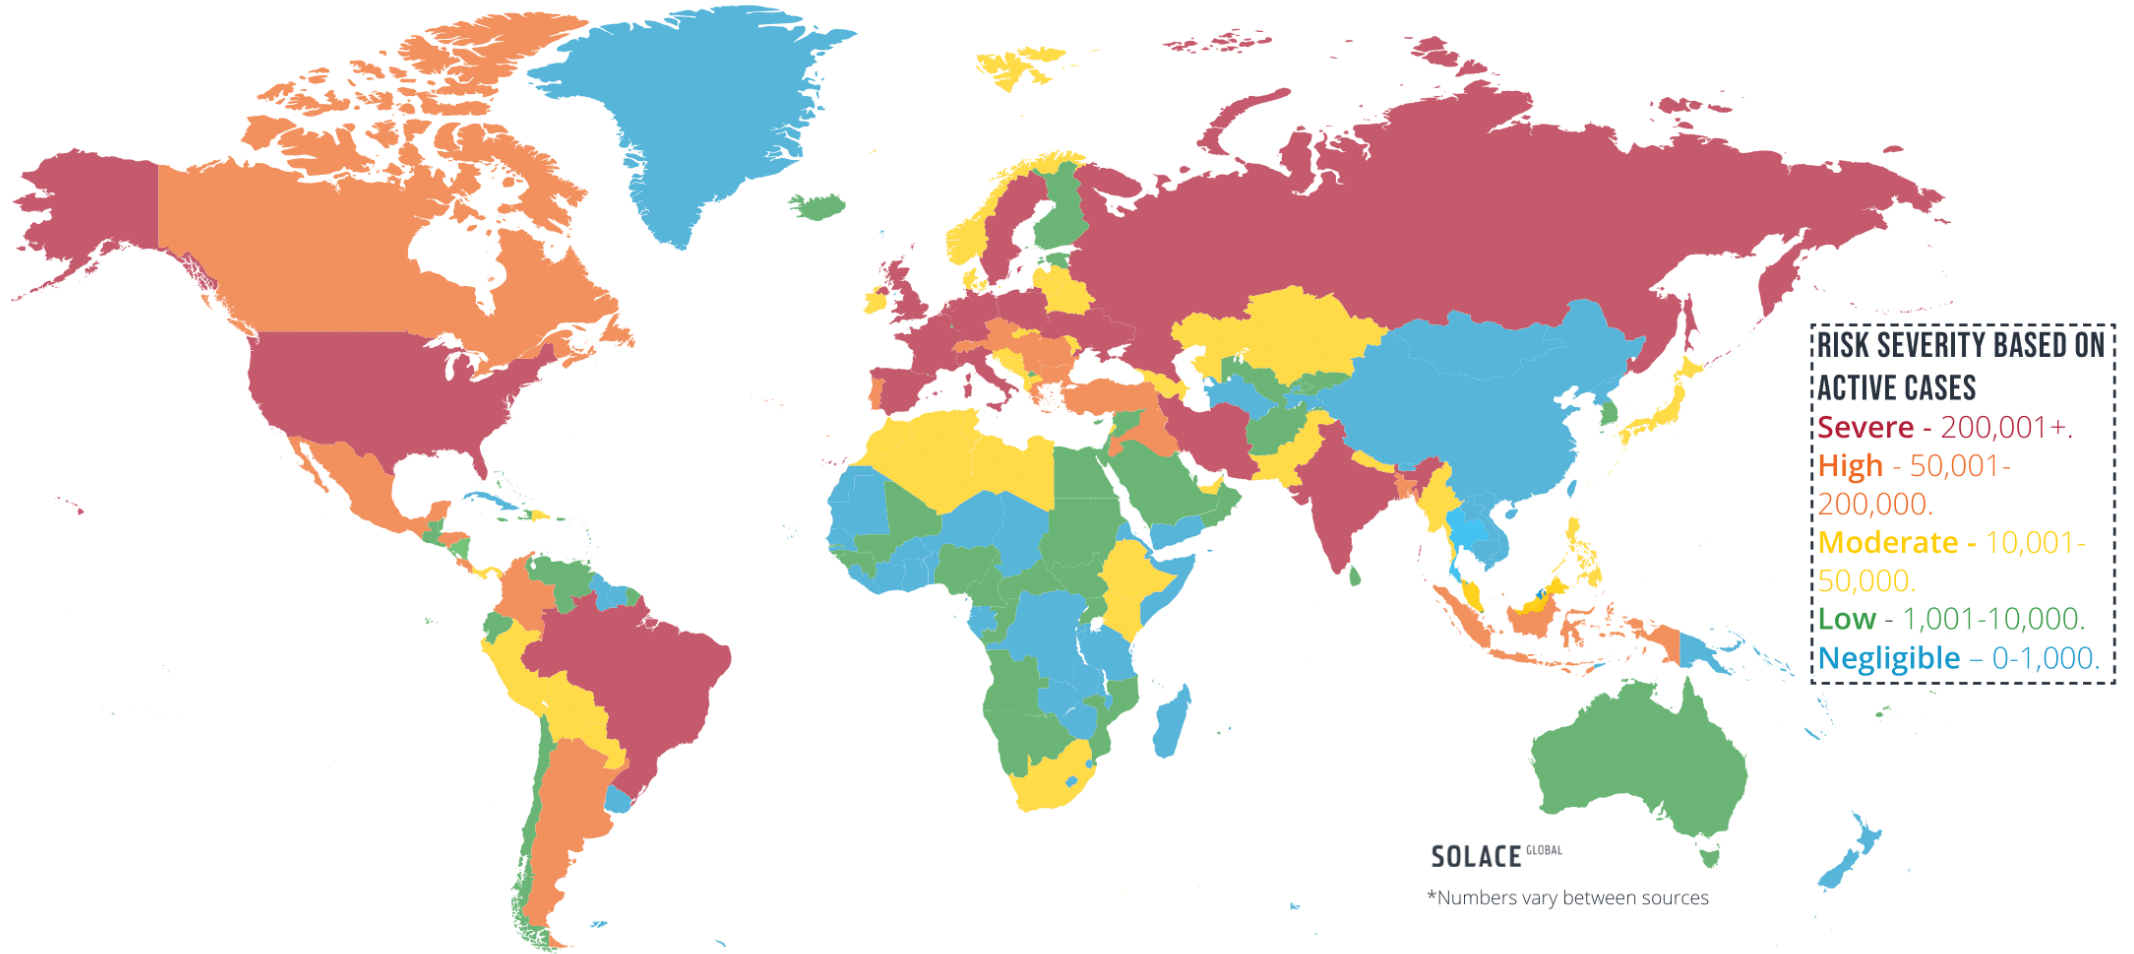 RISK SEVERITY BASED ON
ACTIVE CASES
Severe - 200,001+.
High - 50,001-
200,000.
Moderate - 10,001-
50,000.
Low - 1,001-10,000.
Negligible – 0-1,000.
SOLACE GLOBAL
*Numbers vary between sources